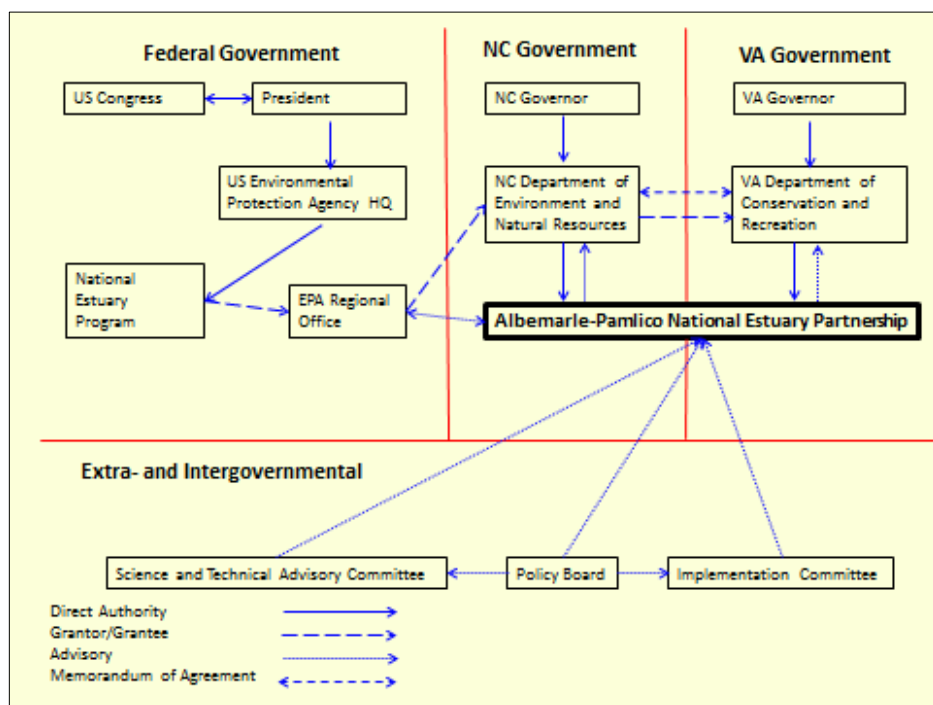 Federal Government
NC Government
VA Government
US Congress
President
NC Governor
VA Governor
US Environmental
Protection Agency HQ
NC Department of
Environment and
Natural Resources
VA Department of
Conservation and
Recreation
National
Estuary
Program
EPA Regional
Office
Albemarle-Pamlico National Estuary Partnership
Extra- and Intergovernmental
Science and Technical Advisory Committee
Policy Board
Implementation Committee
Direct Authority
Grantor/Grantee
Advisory
Memorandum of Agreement